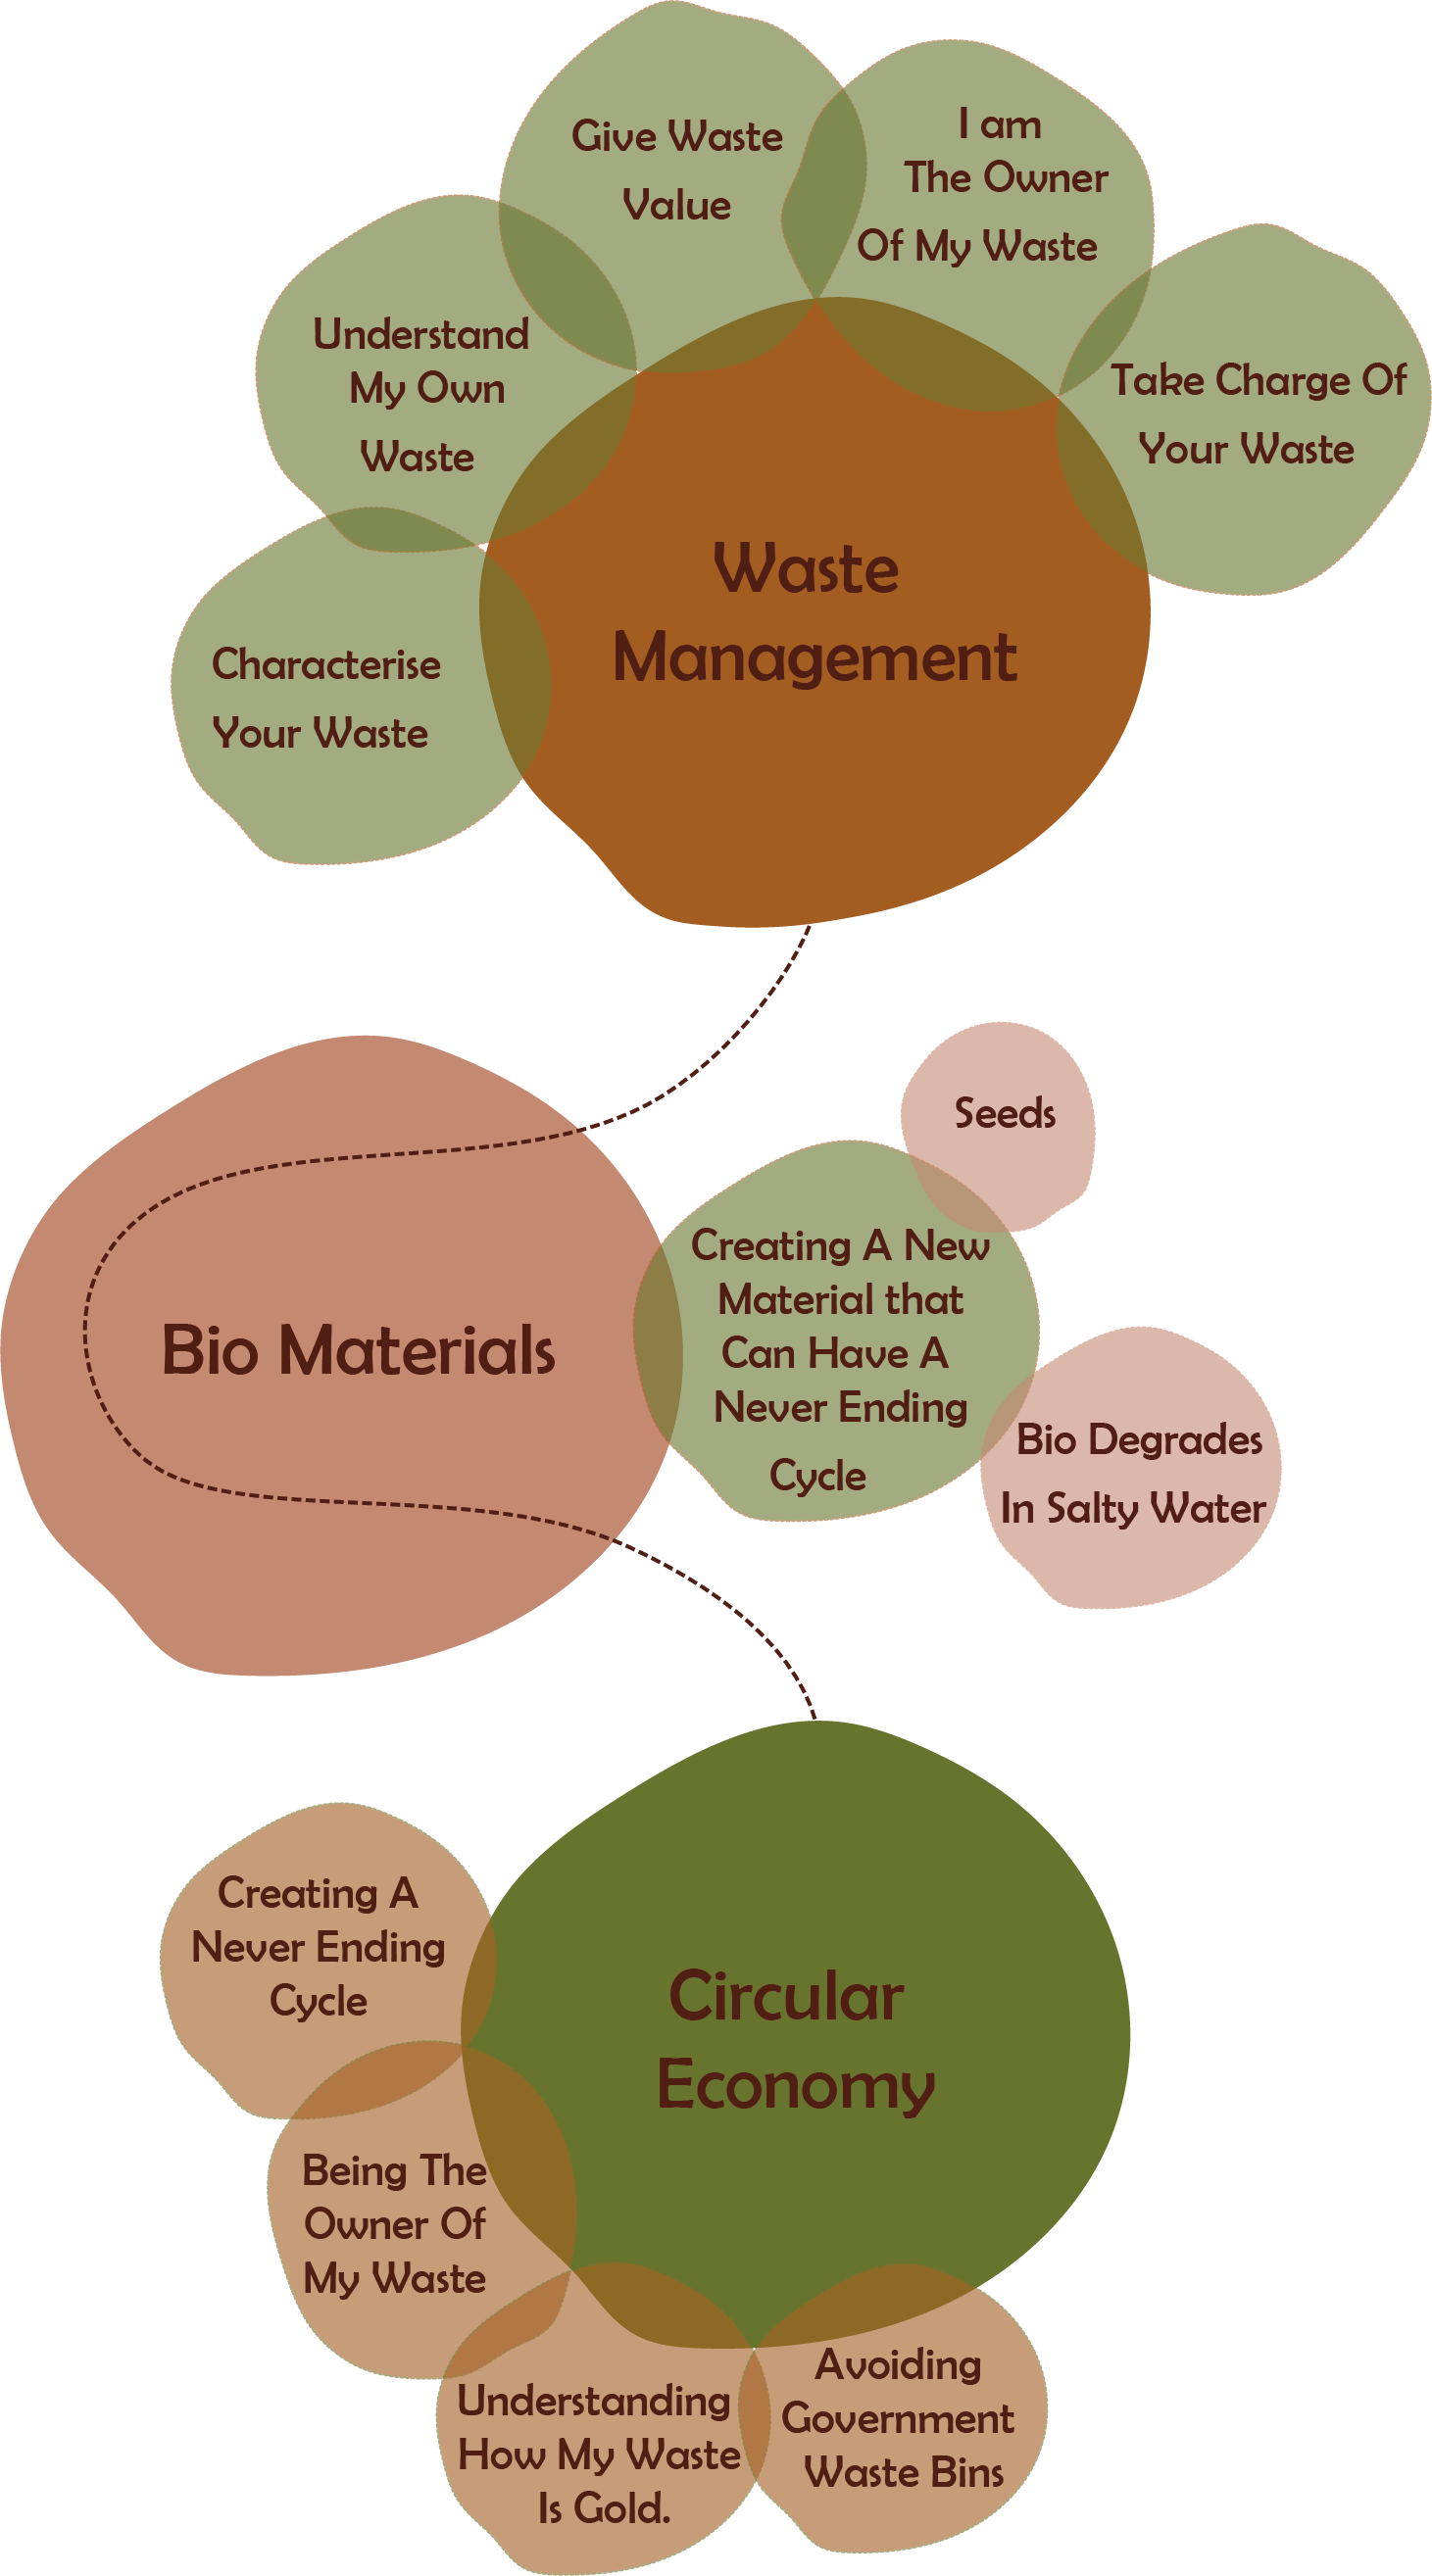 Give Waste
Value
I am
The Owner
Of My Waste
Understand
My Own
Waste
Take Charge Of
Your Waste
Characterise
Your Waste
Waste
Management
Seeds
Bio Materials
Creating A New
Material that
Can Have A
Never Ending
Cycle
Bio Degrades
In Salty Water
Circular
Economy
Creating A
Never Ending
Cycle
Being The
Owner Of
My Waste
Understanding
How My Waste
Is Gold.
Avoiding
Government
Waste Bins